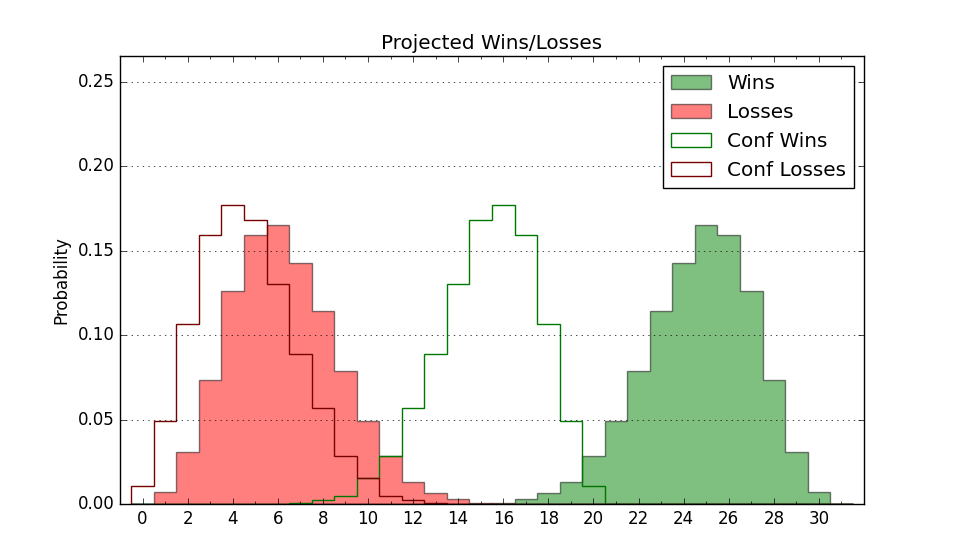 Projected Wins/Losses
0.25
0.20
0.15
0.10
0.05
0.00
Probability
Wins
Losses
Conf Wins
Conf Losses
0 2 4 6 8 10 12 14 16 18 20 22 24 26 28 30